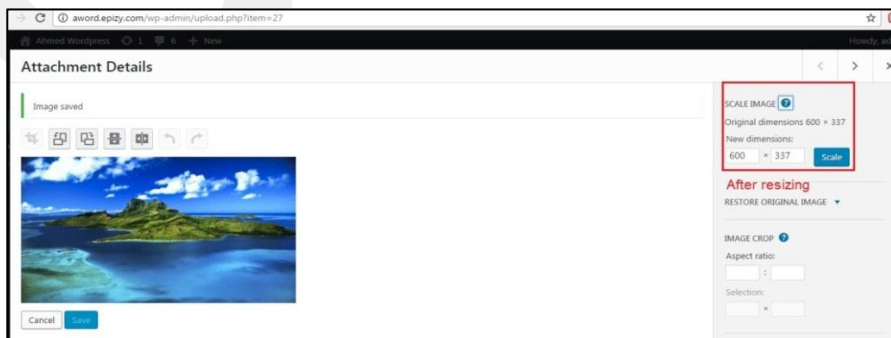 aword.epizy.com/wp-admin/upload.php?item=27
Ahmed Wordpress 1 6 + New
Howdy, ad
Attachment Details
Image saved
SCALE IMAGE ?
Original dimensions 600 × 337
New dimensions:
600 × 337 Scale
After resizing
RESTORE ORIGINAL IMAGE
IMAGE CROP ?
Aspect ratio:
:
Selection:
×
Cancel Save